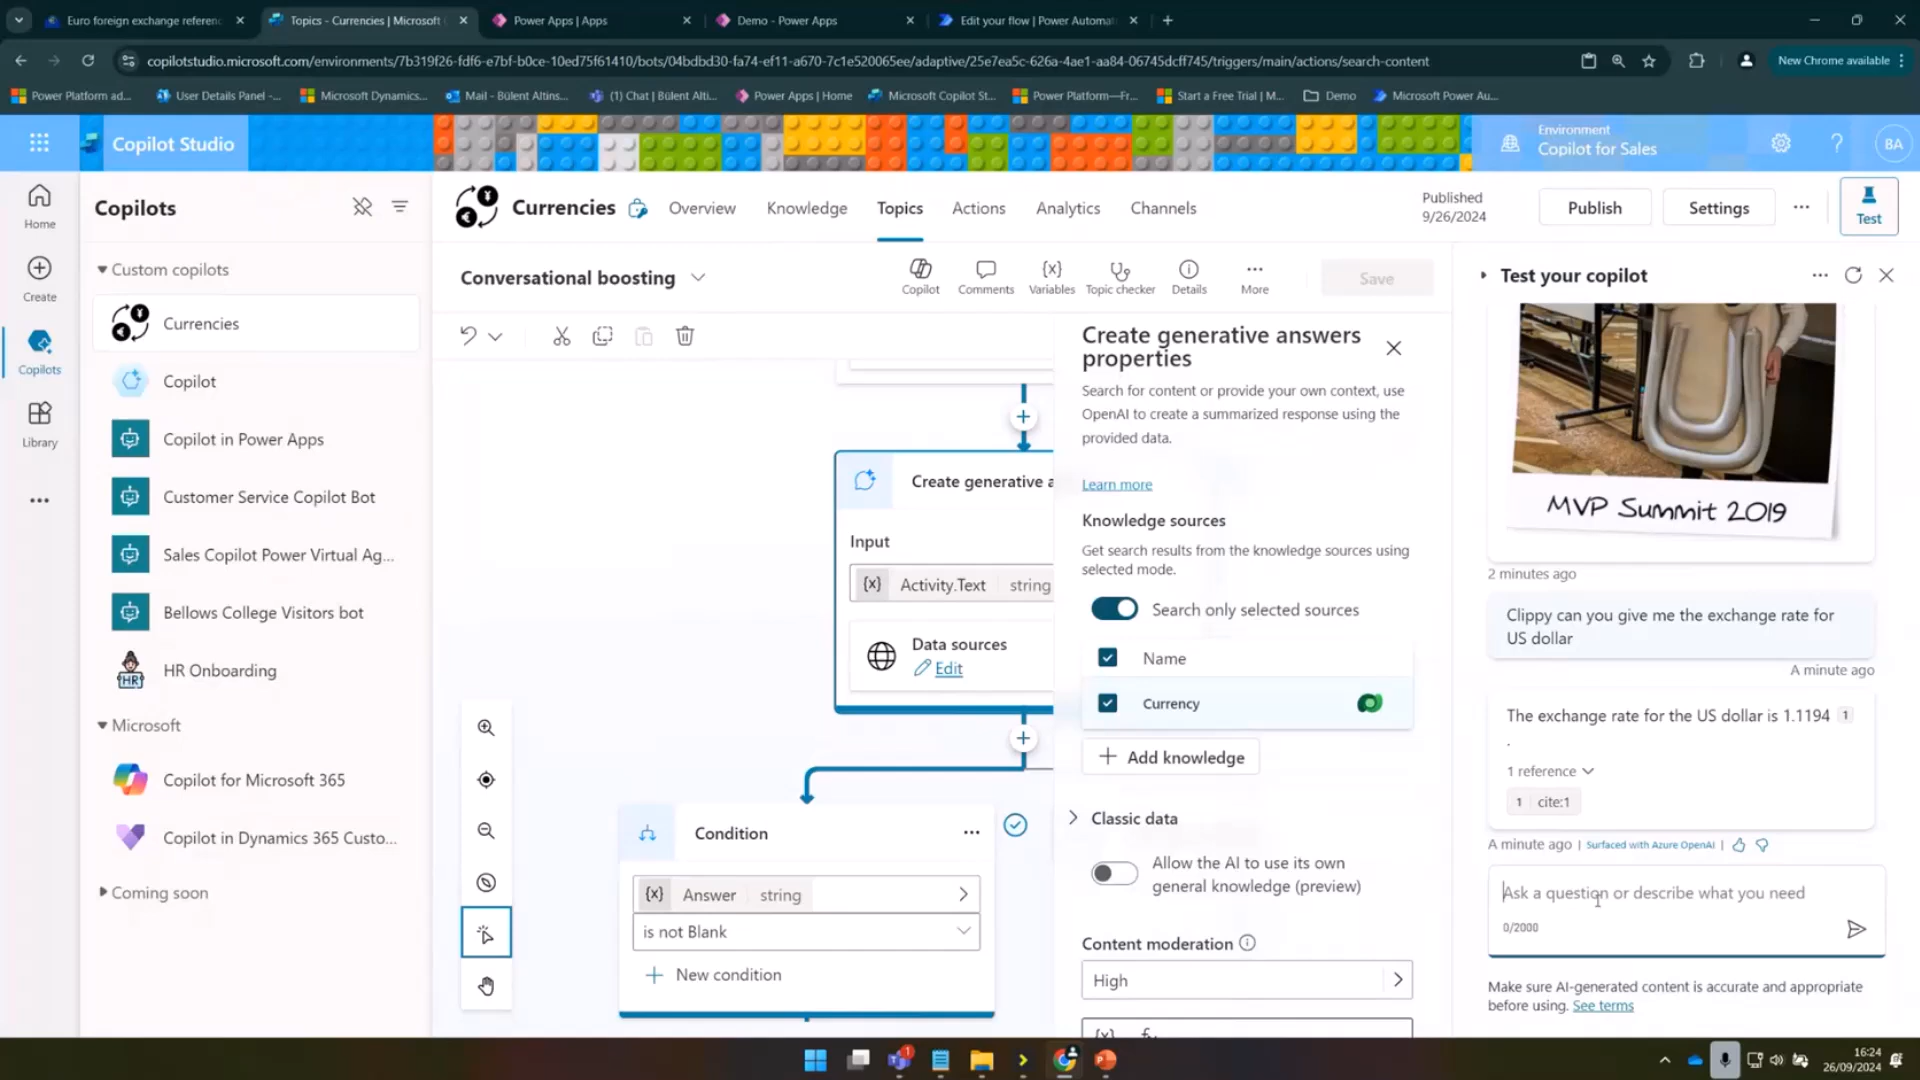 Euro foreign exchange referenc
Topics - Currencies | Microsoft
Power Apps | Apps
Demo - Power Apps
Edit your flow | Power Automat
copilotstudio.microsoft.com/environments/7b319f26-fdf6-e7bf-b0ce-10ed75f61410/bots/04bdbd30-fa74-ef11-a670-7c1e520065ee/adaptive/25e7ea5c-626a-4ae1-aa84-06745dcff745/triggers/main/actions/search-content
New Chrome available
Power Platform ad...
User Details Panel -...
Microsoft Dynamics...
Mail - Bülent Altins...
(1) Chat | Bülent Alti...
Power Apps | Home
Microsoft Copilot St...
Power Platform—Fr...
Start a Free Trial | M...
Demo
Microsoft Power Au...
Copilot Studio
Environment
Copilot for Sales
BA
Home
Create
Copilots
Library
Copilots
Custom copilots
Currencies
Copilot
Copilot in Power Apps
Customer Service Copilot Bot
Sales Copilot Power Virtual Ag...
Bellows College Visitors bot
HR
HR Onboarding
Microsoft
Copilot for Microsoft 365
Copilot in Dynamics 365 Custo...
Coming soon
Currencies
Overview
Knowledge
Topics
Actions
Analytics
Channels
Published
9/26/2024
Publish
Settings
Test
Conversational boosting
Copilot
Comments
Variables
Topic checker
Details
More
Save
Create generative a
Input
{x} Activity.Text string
Data sources
Edit
Condition
{x} Answer string
is not Blank
New condition
Create generative answers
properties
Search for content or provide your own context, use
OpenAI to create a summarized response using the
provided data.
Learn more
Knowledge sources
Get search results from the knowledge sources using
selected mode.
Search only selected sources
Name
Currency
Add knowledge
Classic data
Allow the AI to use its own
general knowledge (preview)
Content moderation
High
Test your copilot
MVP Summit 2019
2 minutes ago
Clippy can you give me the exchange rate for
US dollar
A minute ago
The exchange rate for the US dollar is 1.1194 1
.
1 reference
1 cite:1
A minute ago | Surfaced with Azure OpenAI |
Ask a question or describe what you need
0/2000
Make sure AI-generated content is accurate and appropriate
before using. See terms
16:24
26/09/2024